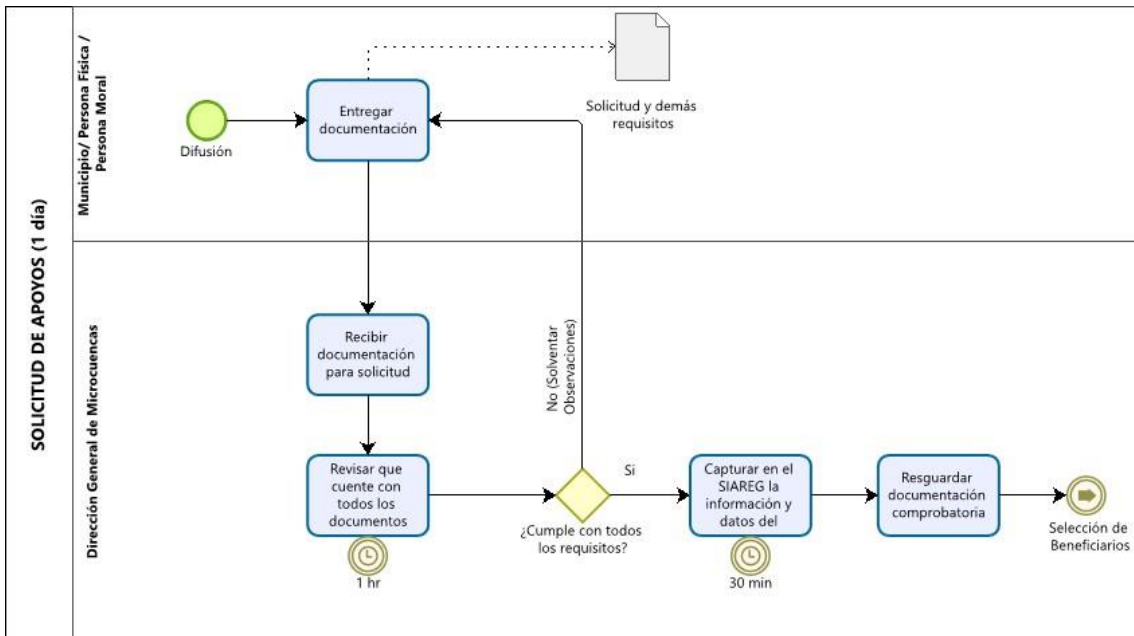 SOLICITUD DE APOYOS (1 día)
Municipio/ Persona Física /
Persona Moral
Difusión
Entregar
documentación
Solicitud y demás
requisitos
Dirección General de Microcuencas
Recibir
documentación
para solicitud
Revisar que
cuente con
todos los
documentos
1 hr
¿Cumple con todos
los requisitos?
No (Solventar
Observaciones)
Si
Capturar en el
SIAREG la
información y
datos del
30 min
Resguardar
documentación
comprobatoria
Selección de
Beneficiarios